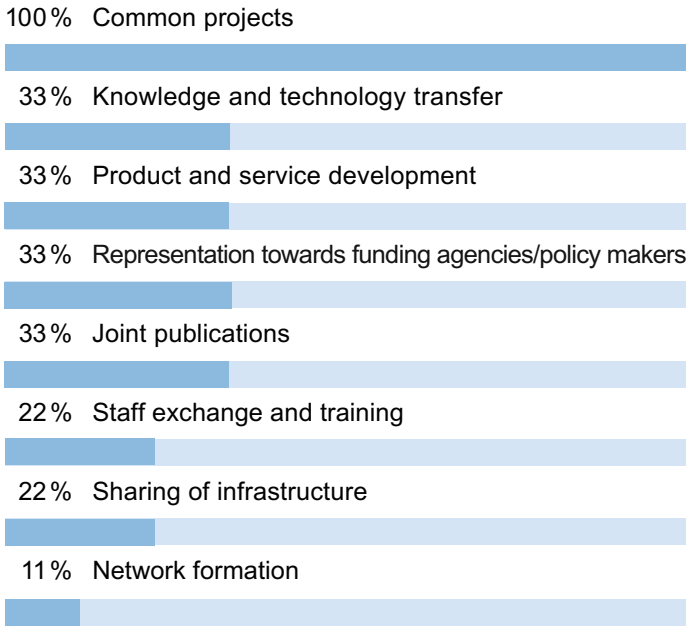 100 % Common projects
33 % Knowledge and technology transfer
33 % Product and service development
33 % Representation towards funding agencies/policy makers
33 % Joint publications
22 % Staff exchange and training
22 % Sharing of infrastructure
11 % Network formation